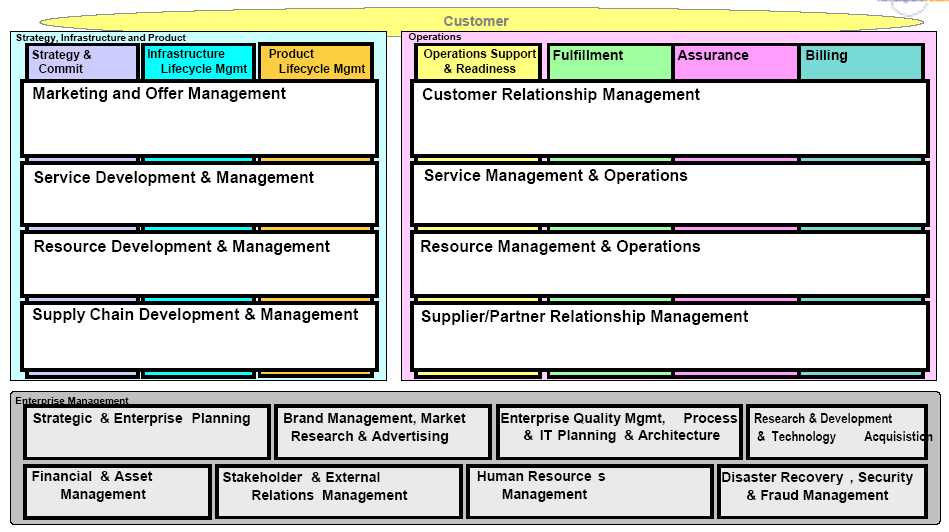 Customer
Strategy, Infrastructure and Product
Operations
Strategy &
Commit
Infrastructure
Lifecycle Mgmt
Product
Lifecycle Mgmt
Operations Support
& Readiness
Fulfillment
Assurance
Billing
Marketing and Offer Management
Customer Relationship Management
Service Development & Management
Service Management & Operations
Resource Development & Management
Resource Management & Operations
Supply Chain Development & Management
Supplier/Partner Relationship Management
Enterprise Management
Strategic & Enterprise Planning
Brand Management, Market
Research & Advertising
Enterprise Quality Mgmt, Process
& IT Planning & Architecture
Research & Development
& Technology Acquisistion
Financial & Asset
Management
Stakeholder & External
Relations Management
Human Resource s
Management
Disaster Recovery , Security
& Fraud Management